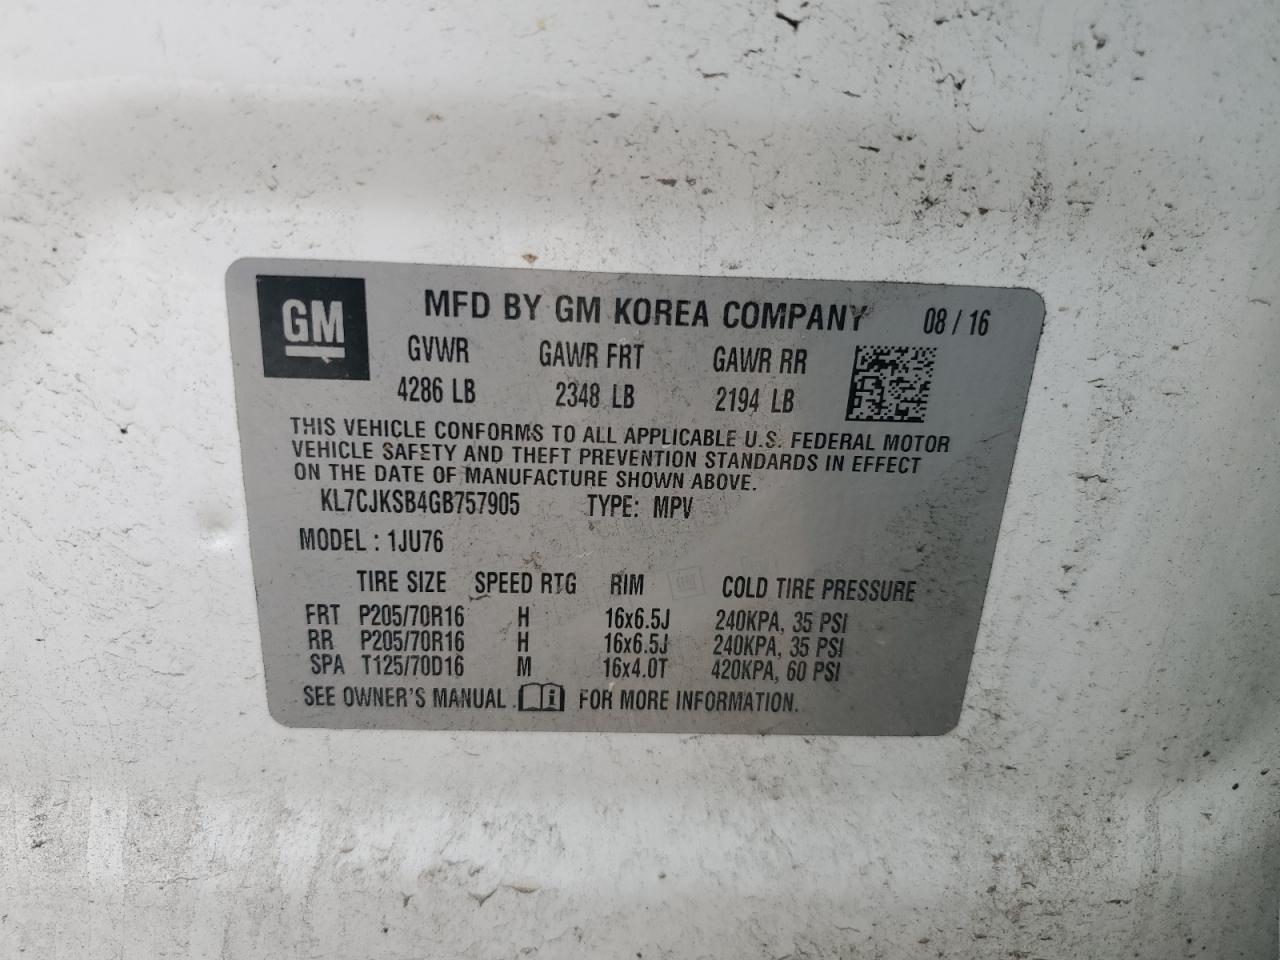 GM
MFD BY GM KOREA COMPANY 08 / 16
GVWR GAWR FRT GAWR RR
4286 LB 2348 LB 2194 LB
THIS VEHICLE CONFORMS TO ALL APPLICABLE U.S. FEDERAL MOTOR
VEHICLE SAFETY AND THEFT PREVENTION STANDARDS IN EFFECT
ON THE DATE OF MANUFACTURE SHOWN ABOVE.
KL7CJKSB4GB757905 TYPE: MPV
MODEL : 1JU76
TIRE SIZE SPEED RTG RIM COLD TIRE PRESSURE
FRT P205/70R16 H 16x6.5J 240KPA, 35 PSI
RR P205/70R16 H 16x6.5J 240KPA, 35 PSI
SPA T125/70D16 M 16x4.0T 420KPA, 60 PSI
SEE OWNER'S MANUAL FOR MORE INFORMATION.